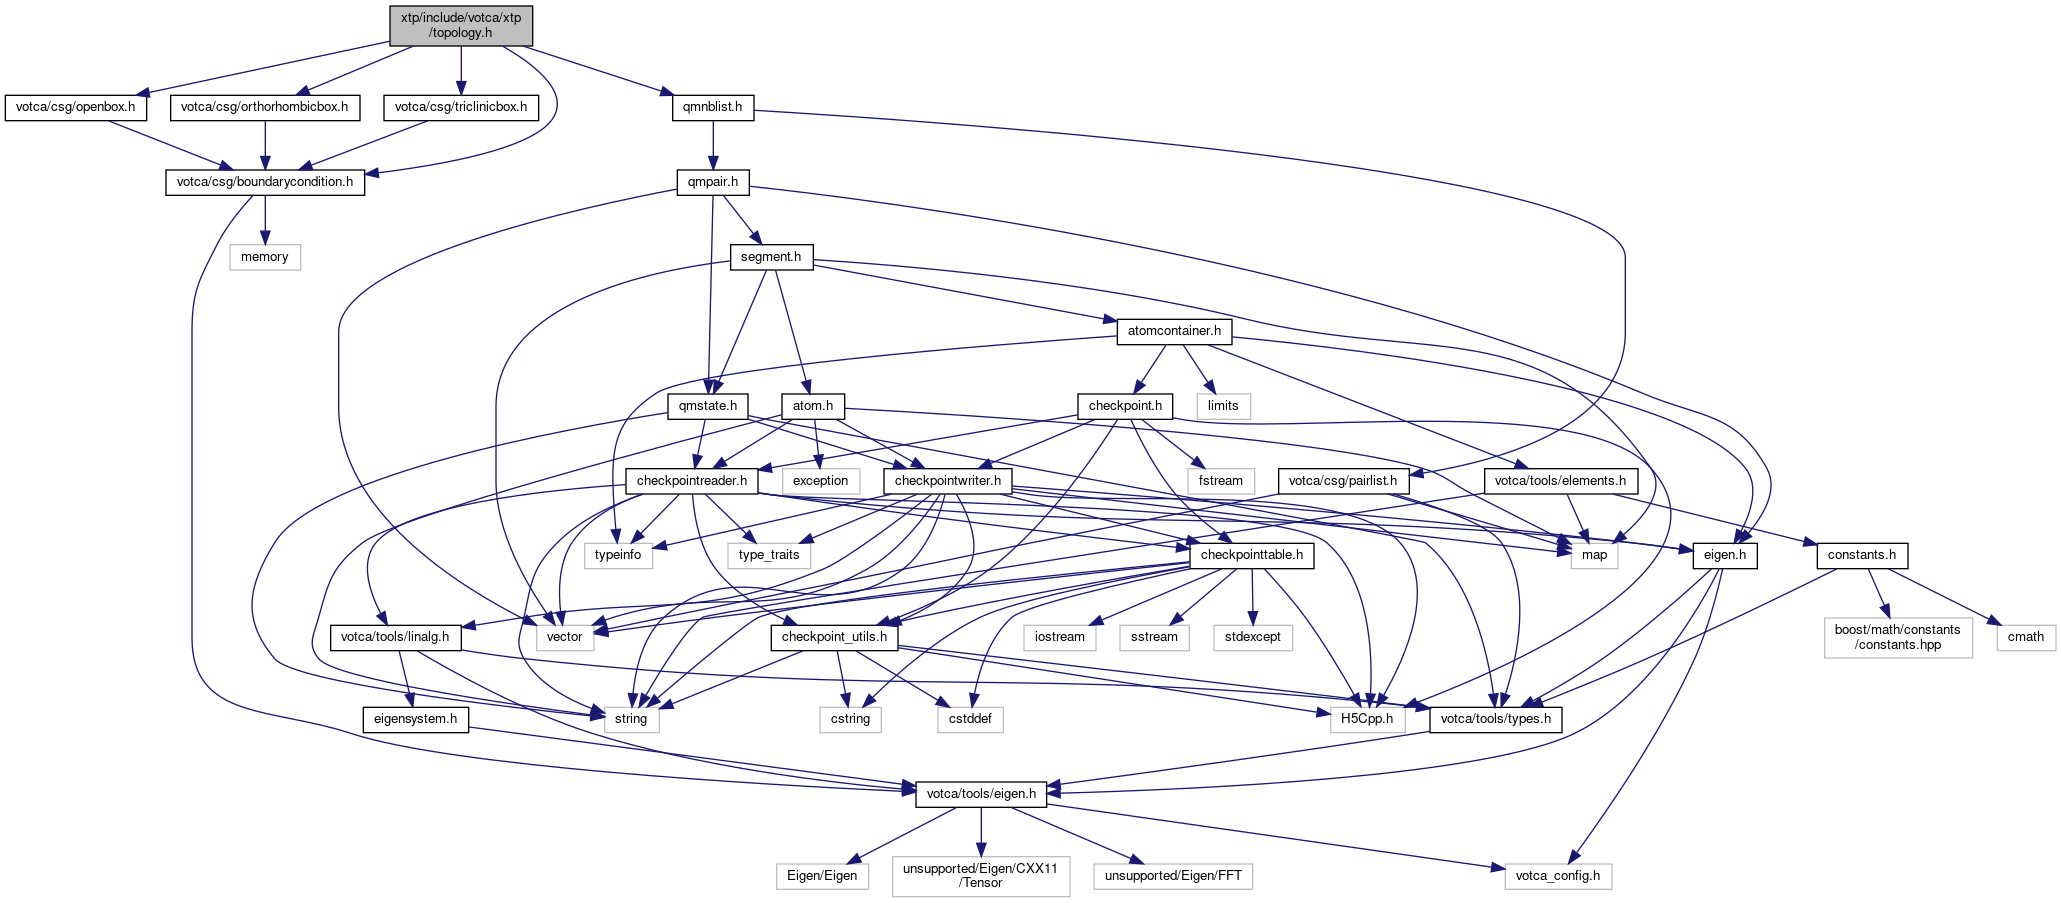 xtp/include/votca/xtp
/topology.h
votca/csg/openbox.h
votca/csg/orthorhombicbox.h
votca/csg/triclinicbox.h
qmnblist.h
votca/csg/boundarycondition.h
qmpair.h
memory
segment.h
atomcontainer.h
qmstate.h
atom.h
checkpoint.h
limits
checkpointreader.h
exception
checkpointwriter.h
fstream
votca/csg/pairlist.h
votca/tools/elements.h
typeinfo
type_traits
checkpointtable.h
map
eigen.h
constants.h
votca/tools/linalg.h
vector
checkpoint_utils.h
iostream
sstream
stdexcept
boost/math/constants
/constants.hpp
cmath
eigensystem.h
string
cstring
cstddef
H5Cpp.h
votca/tools/types.h
votca/tools/eigen.h
Eigen/Eigen
unsupported/Eigen/CXX11
/Tensor
unsupported/Eigen/FFT
votca_config.h